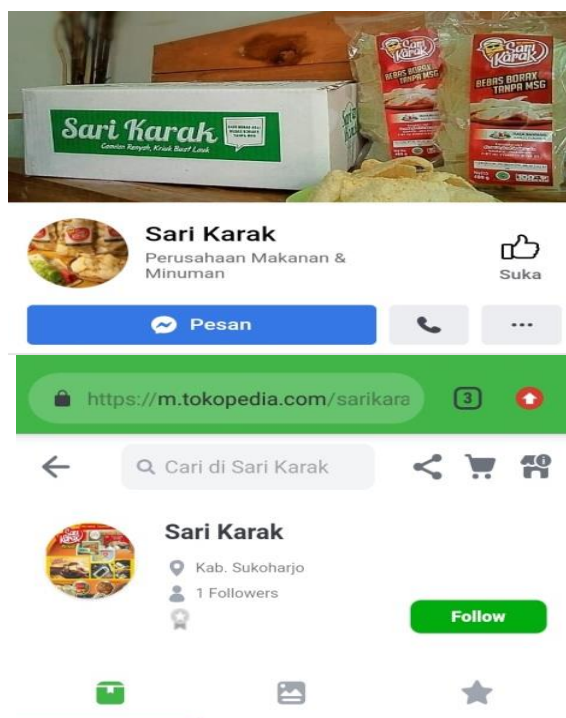 Sari Karak
Camilan Renyah, Kriuk Buat Lauk
Sari Karak
BEBAS BORAX
TANPA MSG
Sari Karak
BEBAS BORAX
TANPA MSG
Sari Karak
Perusahaan Makanan &
Minuman
Suka
Pesan
https://m.tokopedia.com/sarikara
3
Cari di Sari Karak
Sari Karak
Kab. Sukoharjo
1 Followers
Follow